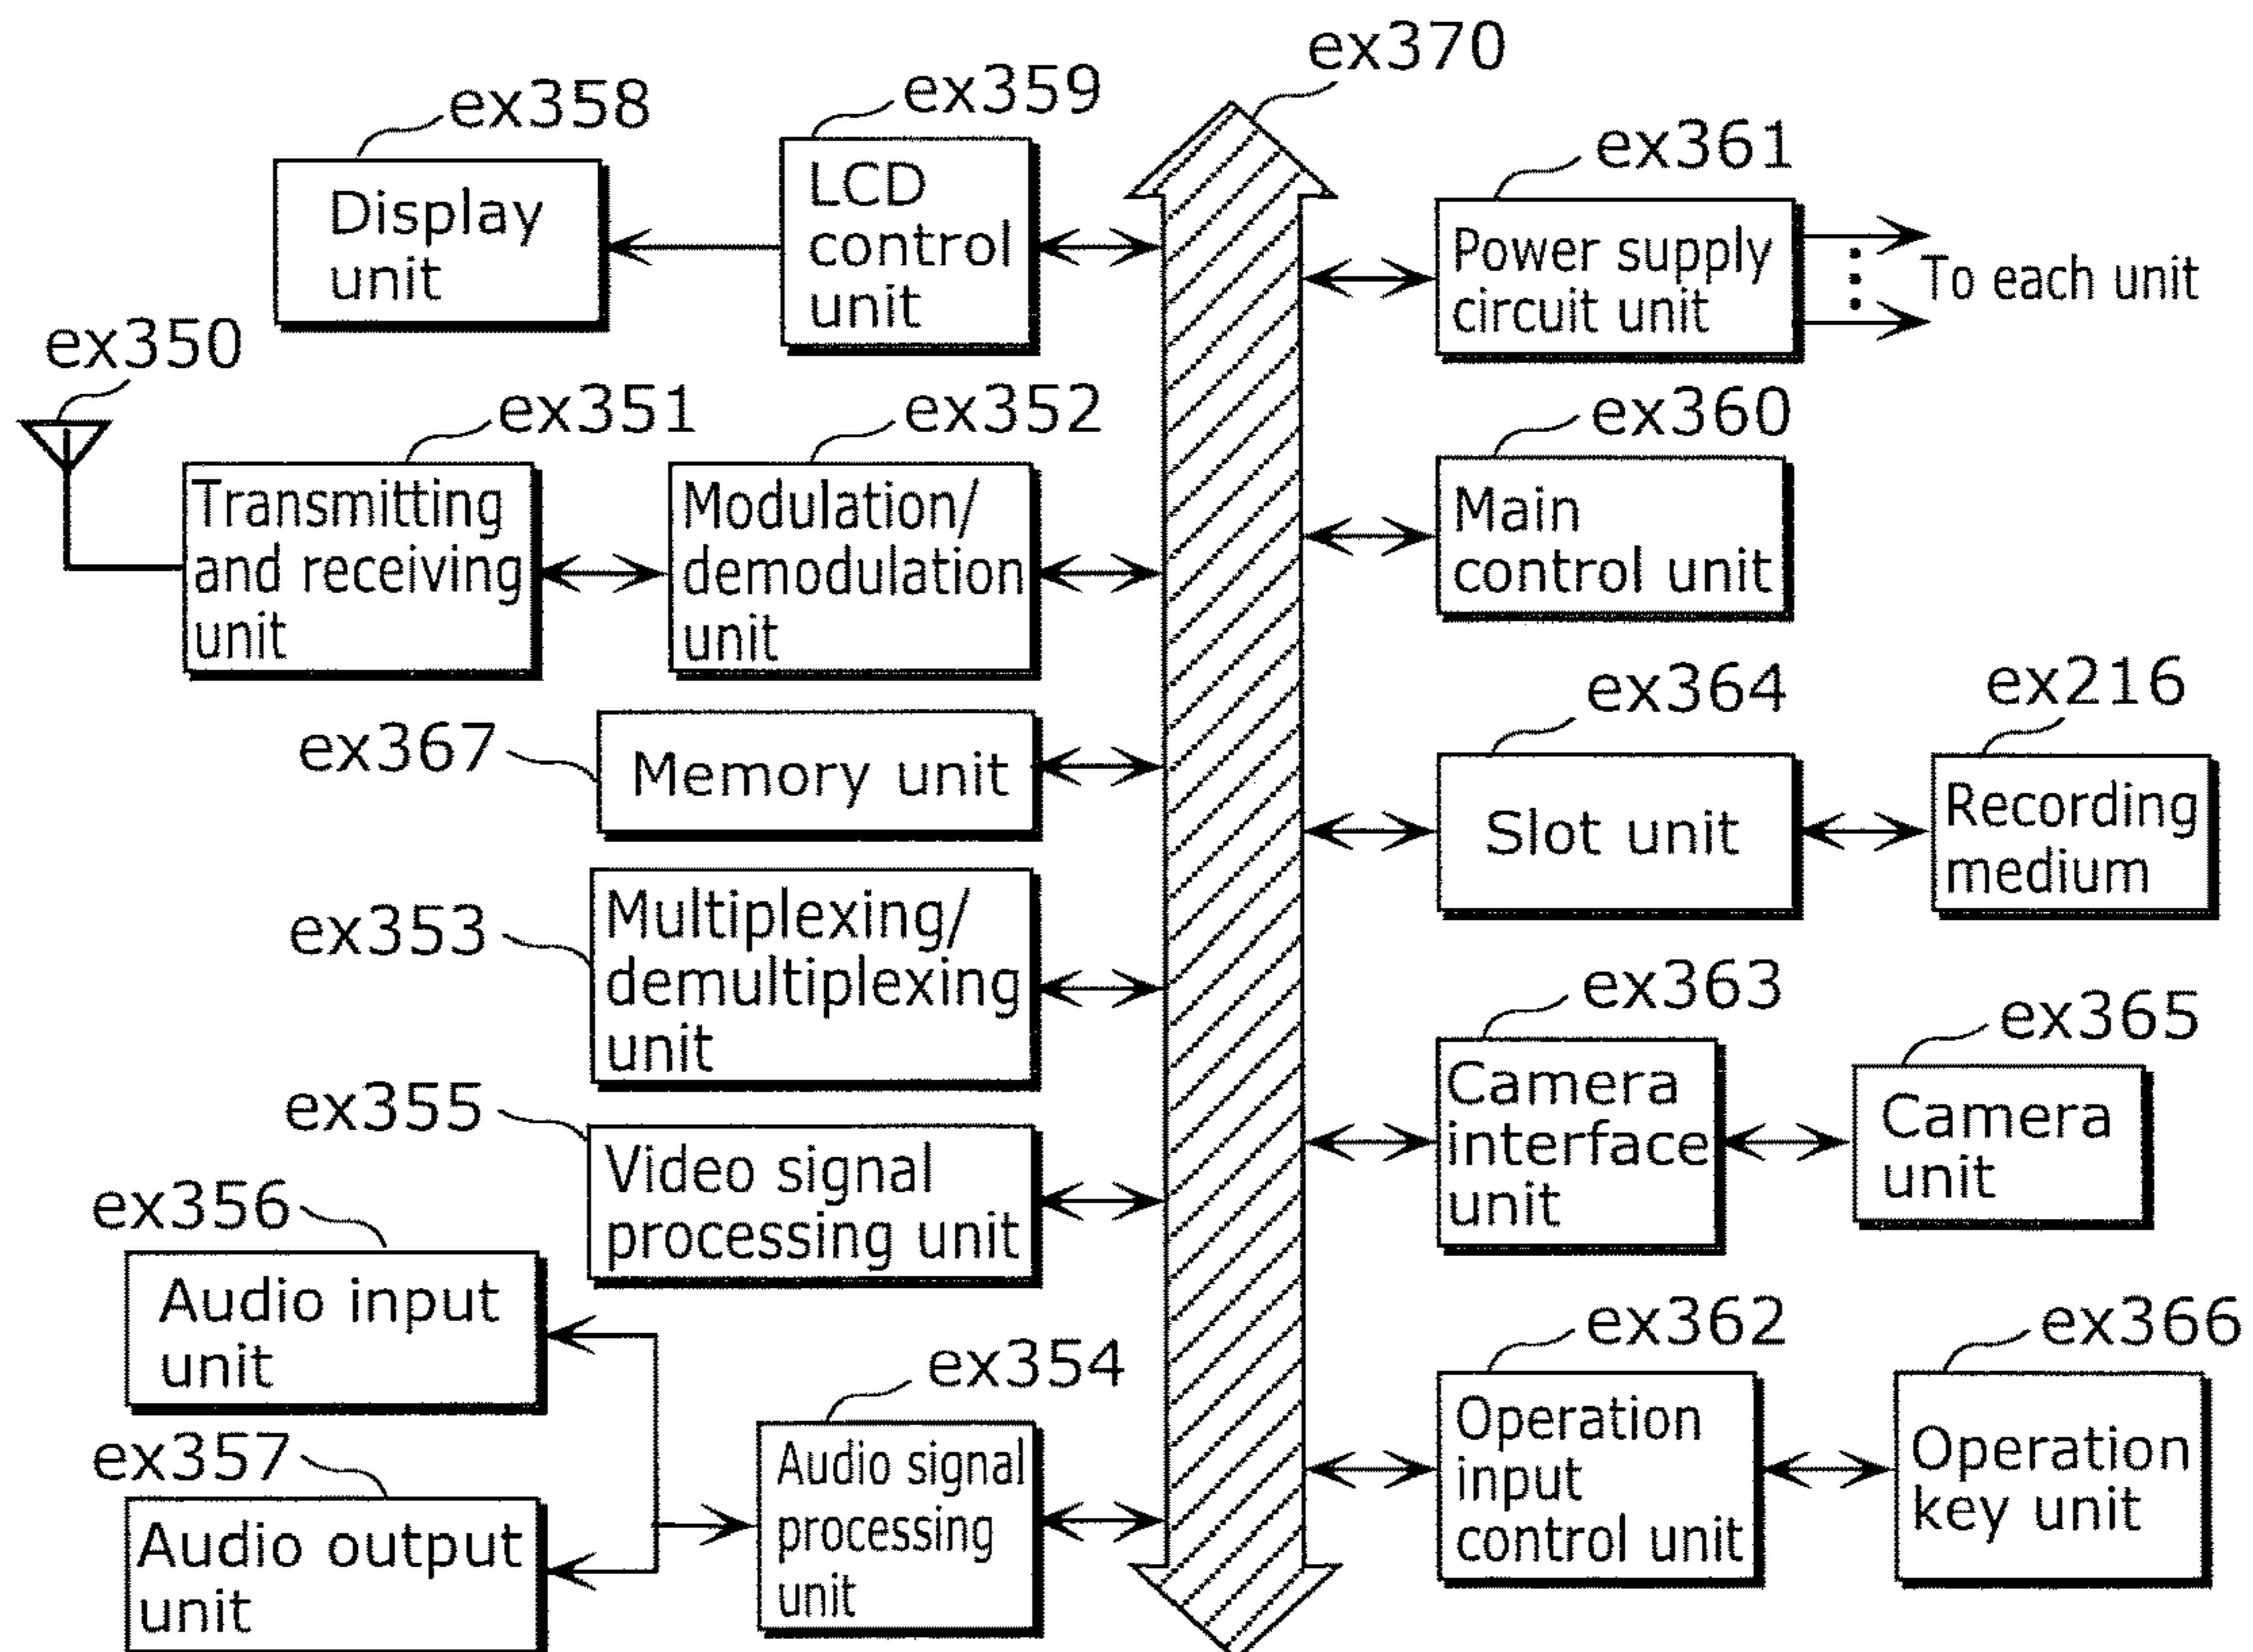 ex370
ex358
ex359
ex361
Display
unit
LCD
control
unit
Power supply
circuit unit
To each unit
ex350
ex351
ex352
ex360
Transmitting
and receiving
unit
Modulation/
demodulation
unit
Main
control unit
ex367
Memory unit
ex364
ex216
Slot unit
Recording
medium
ex353
Multiplexing/
demultiplexing
unit
ex363
ex365
Camera
interface
unit
Camera
unit
ex355
Video signal
processing unit
ex356
Audio input
unit
ex354
ex362
ex366
ex357
Audio output
unit
Audio signal
processing
unit
Operation
input
control unit
Operation
key unit